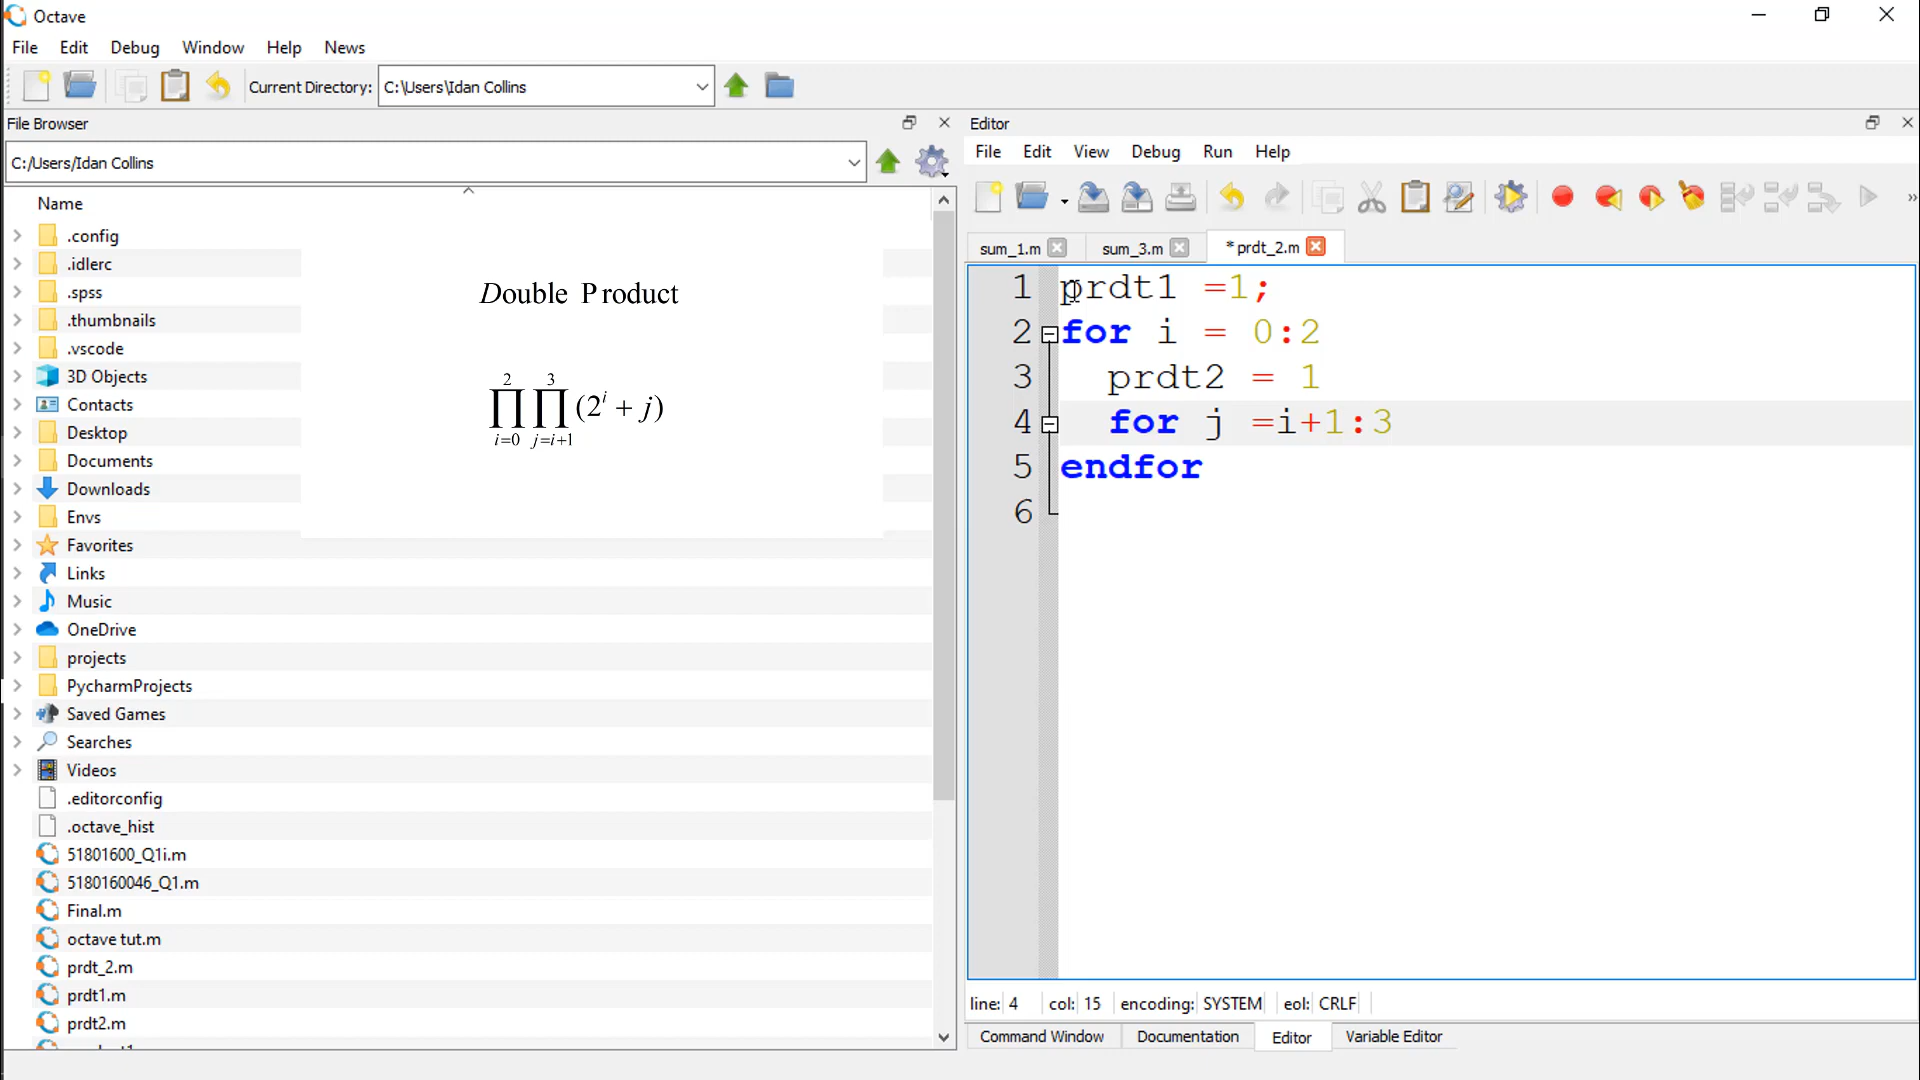 Octave
File Edit Debug Window Help News
Current Directory: C:\Users\Idan Collins
File Browser
C:/Users/Idan Collins
Name
.config
.idlerc
.spss
.thumbnails
.vscode
3D Objects
Contacts
Desktop
Documents
Downloads
Envs
Favorites
Links
Music
OneDrive
projects
PycharmProjects
Saved Games
Searches
Videos
.editorconfig
.octave_hist
51801600_Q1i.m
5180160046_Q1.m
Final.m
octave tut.m
prdt_2.m
prdt1.m
prdt2.m
Double Product
2 3
∏ ∏ (2^i + j)
i=0 j=i+1
Editor
File Edit View Debug Run Help
»
sum_1.m sum_3.m * prdt_2.m
1 prdt1 =1;
2 for i = 0:2
3 prdt2 = 1
4 for j =i+1:3
5 endfor
6
line: 4 col: 15 encoding: SYSTEM eol: CRLF
Command Window Documentation Editor Variable Editor